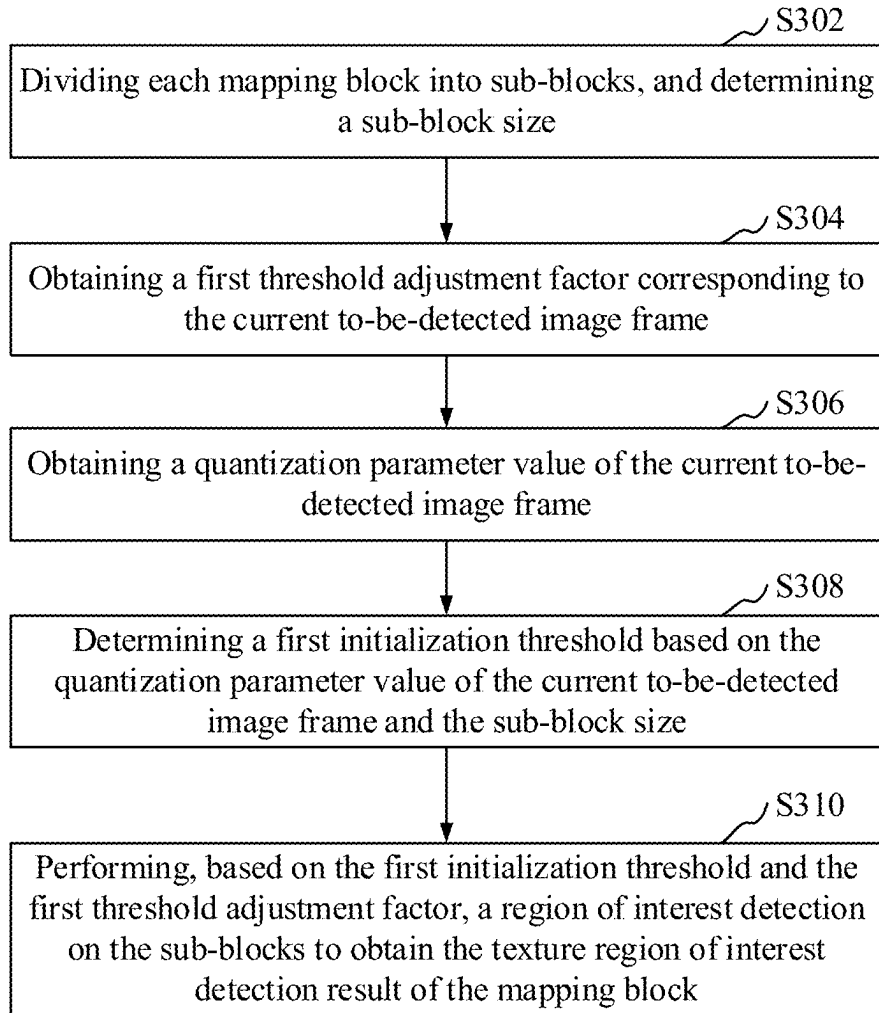 S302
Dividing each mapping block into sub-blocks, and determining
a sub-block size
S304
Obtaining a first threshold adjustment factor corresponding to
the current to-be-detected image frame
S306
Obtaining a quantization parameter value of the current to-be-
detected image frame
S308
Determining a first initialization threshold based on the
quantization parameter value of the current to-be-detected
image frame and the sub-block size
S310
Performing, based on the first initialization threshold and the
first threshold adjustment factor, a region of interest detection
on the sub-blocks to obtain the texture region of interest
detection result of the mapping block